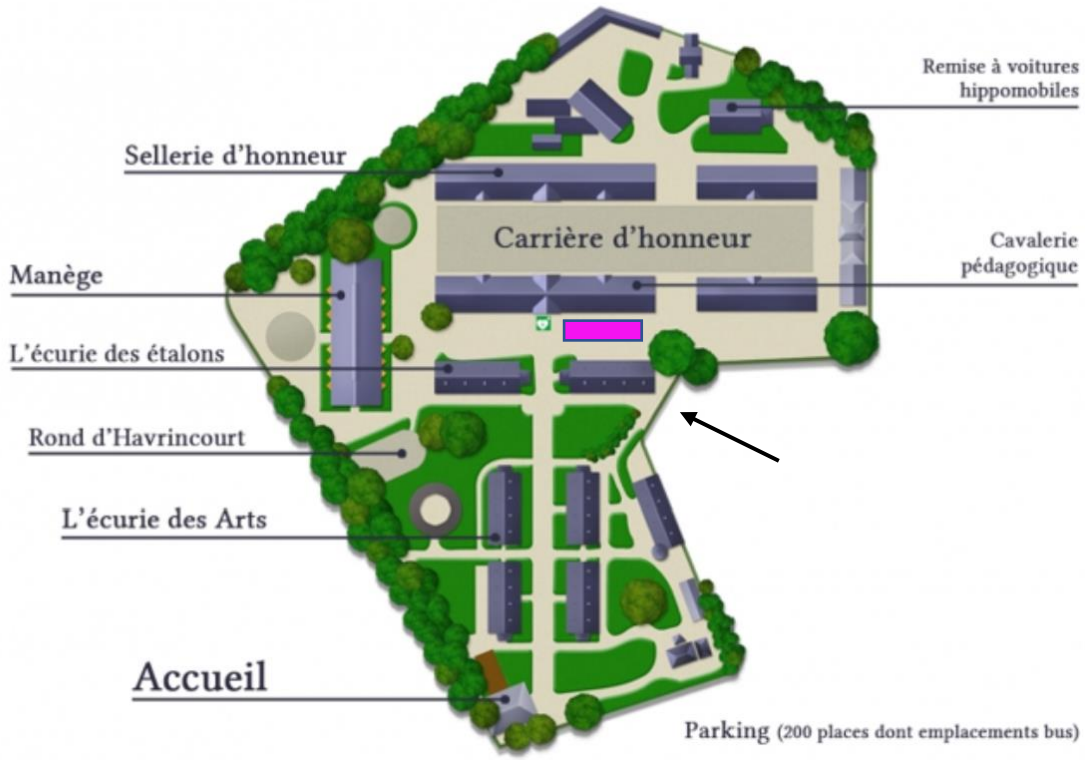 Remise à voitures
hippomobiles
Sellerie d'honneur
Carrière d'honneur
Cavalerie
pédagogique
Manège
L'écurie des étalons
Rond d'Havrincourt
L'écurie des Arts
Accueil
Parking (200 places dont emplacements bus)